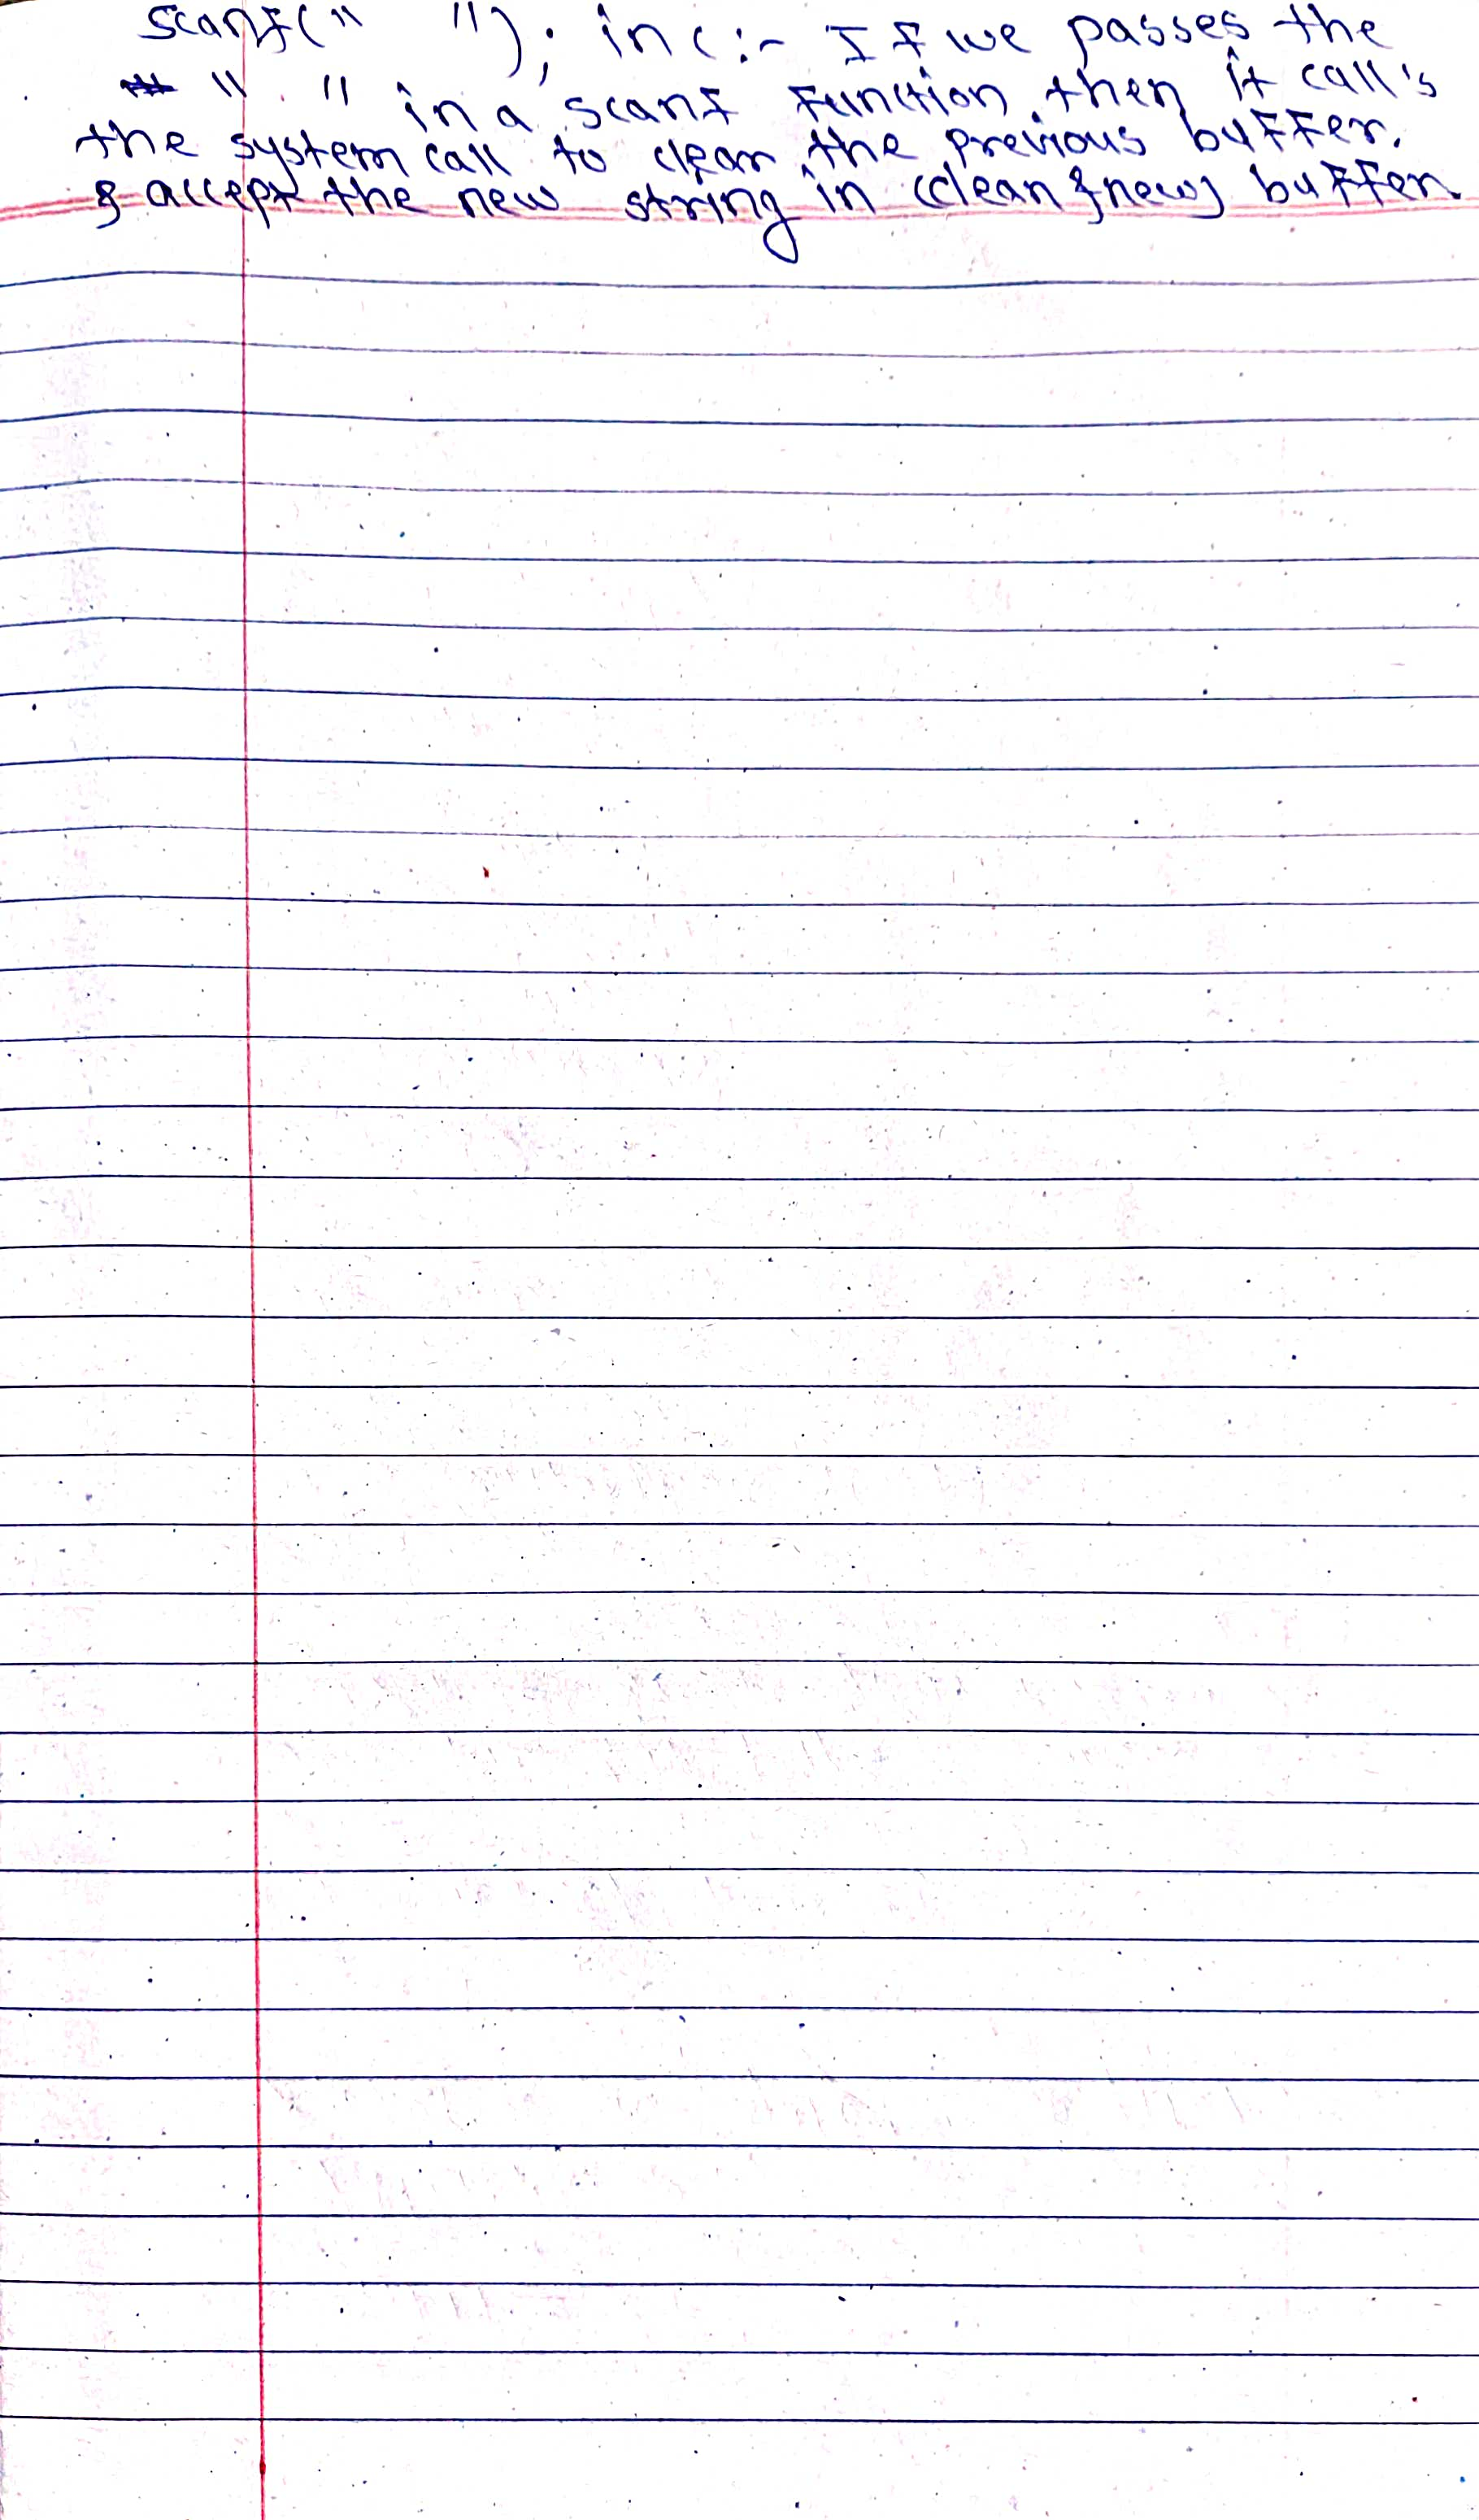 scanf(" "); in c :- If we passes the
" " in a scanf function then it call's
the system call to clear the previous buffer.
& accept the new string in (clean & new) buffer.